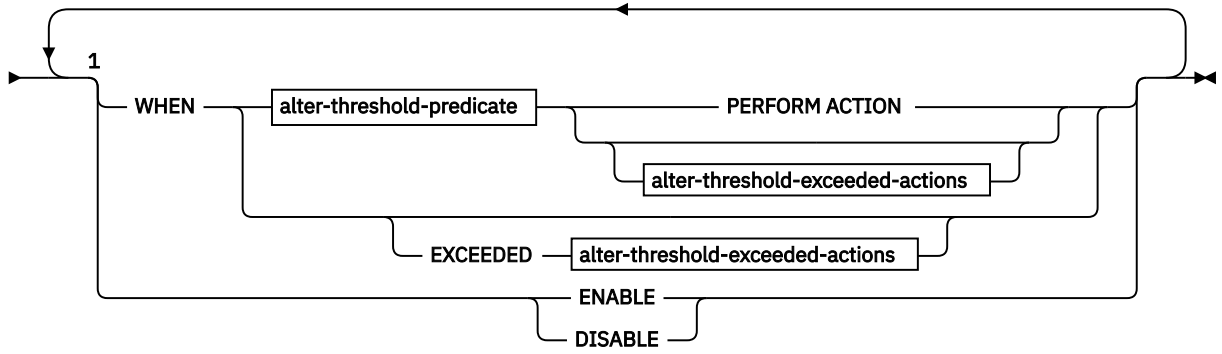 1
WHEN alter-threshold-predicate PERFORM ACTION
alter-threshold-exceeded-actions
EXCEEDED alter-threshold-exceeded-actions
ENABLE
DISABLE